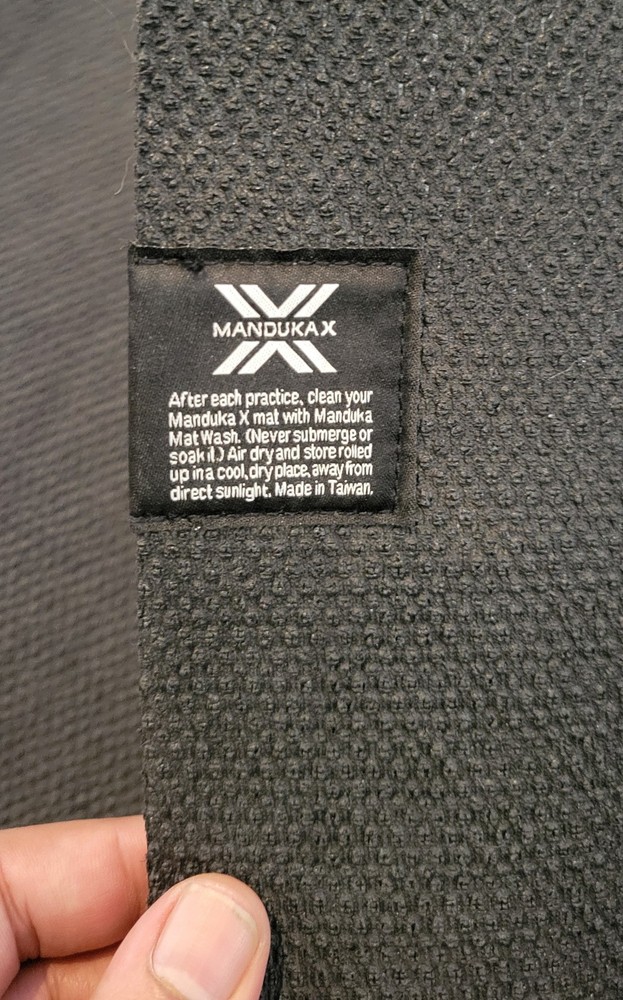 MANDUKAX
After each practice, clean your
Manduka X mat with Manduka
Mat Wash. (Never submerge or
soak it.) Air dry and store rolled
up in a cool, dry place, away from
direct sunlight. Made in Taiwan.